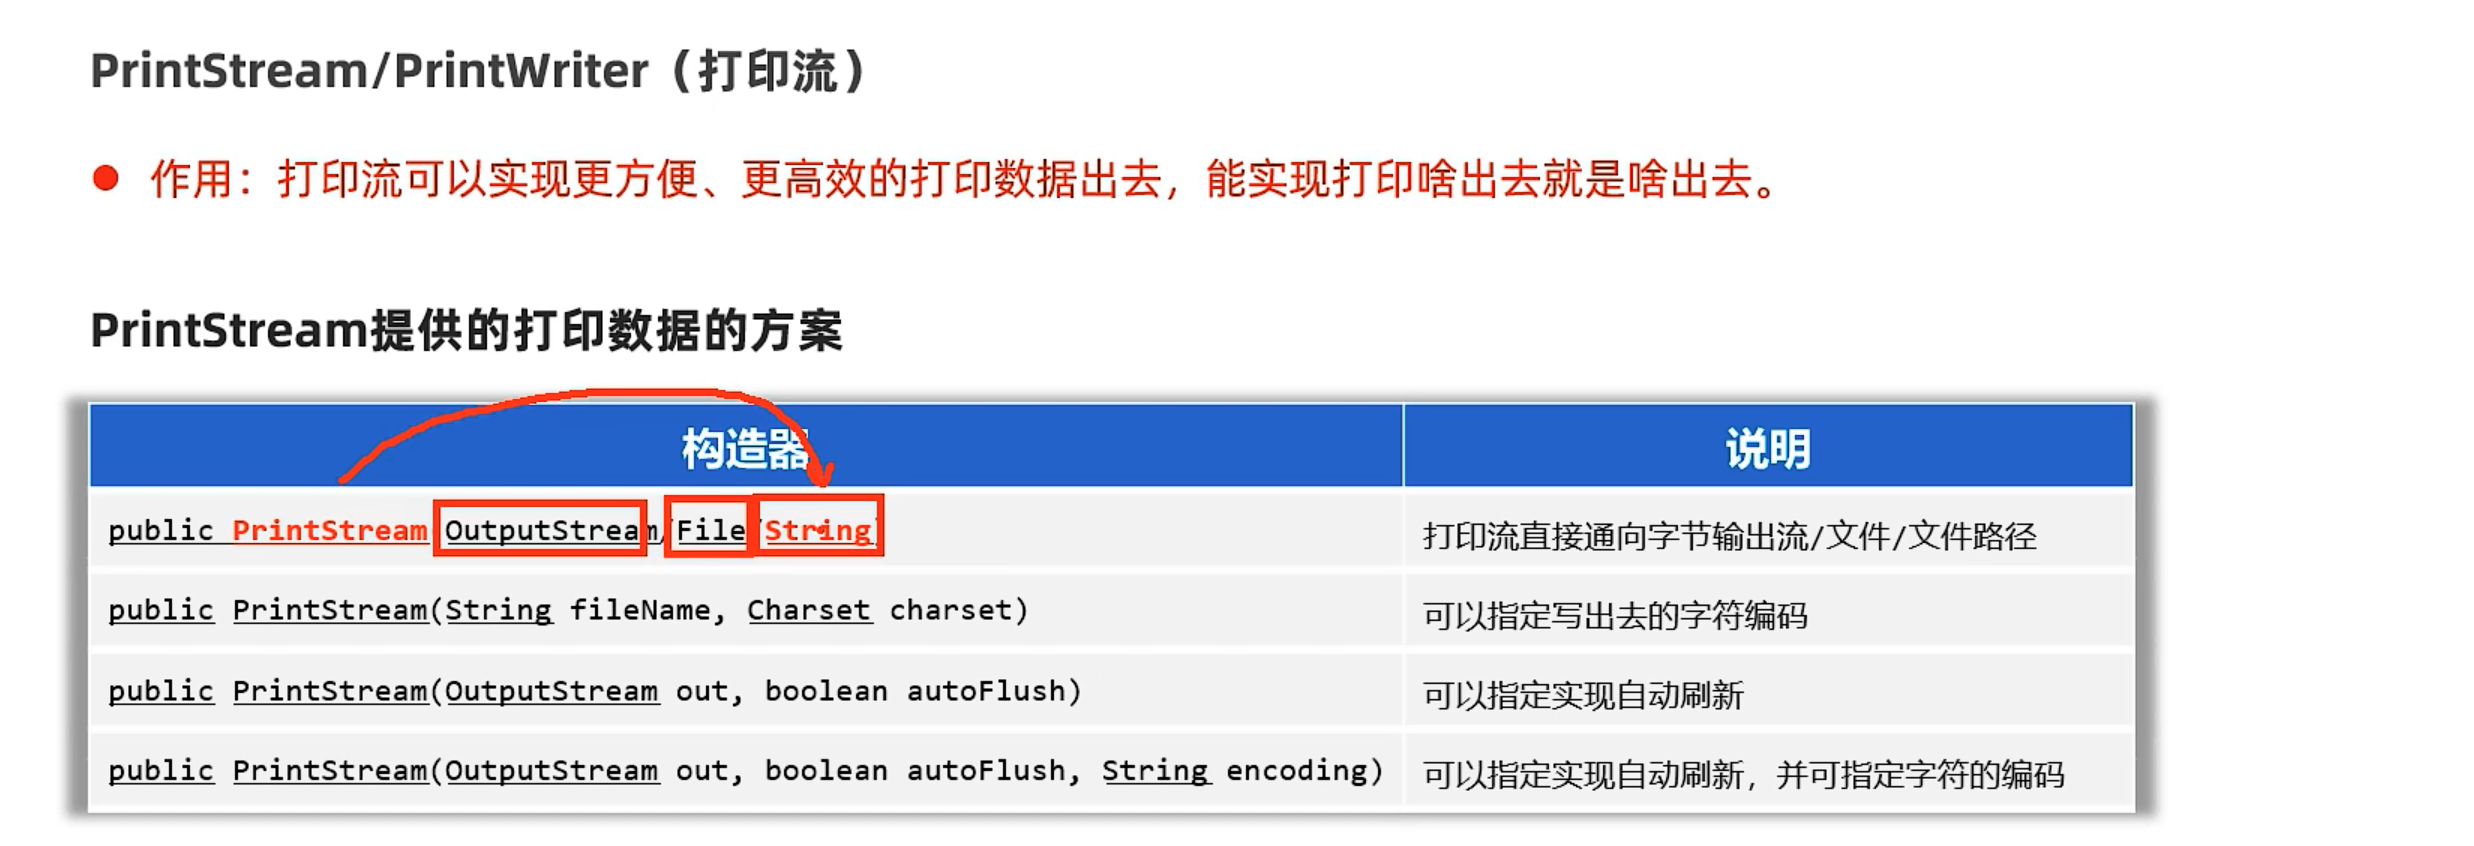 PrintStream/PrintWriter（打印流）
作用：打印流可以实现更方便、更高效的打印数据出去，能实现打印啥出去就是啥出去。
PrintStream提供的打印数据的方案
构造器 说明
public PrintStream(OutputStream/File/String) 打印流直接通向字节输出流/文件/文件路径
public PrintStream(String fileName, Charset charset) 可以指定写出去的字符编码
public PrintStream(OutputStream out, boolean autoFlush) 可以指定实现自动刷新
public PrintStream(OutputStream out, boolean autoFlush, String encoding) 可以指定实现自动刷新，并可指定字符的编码